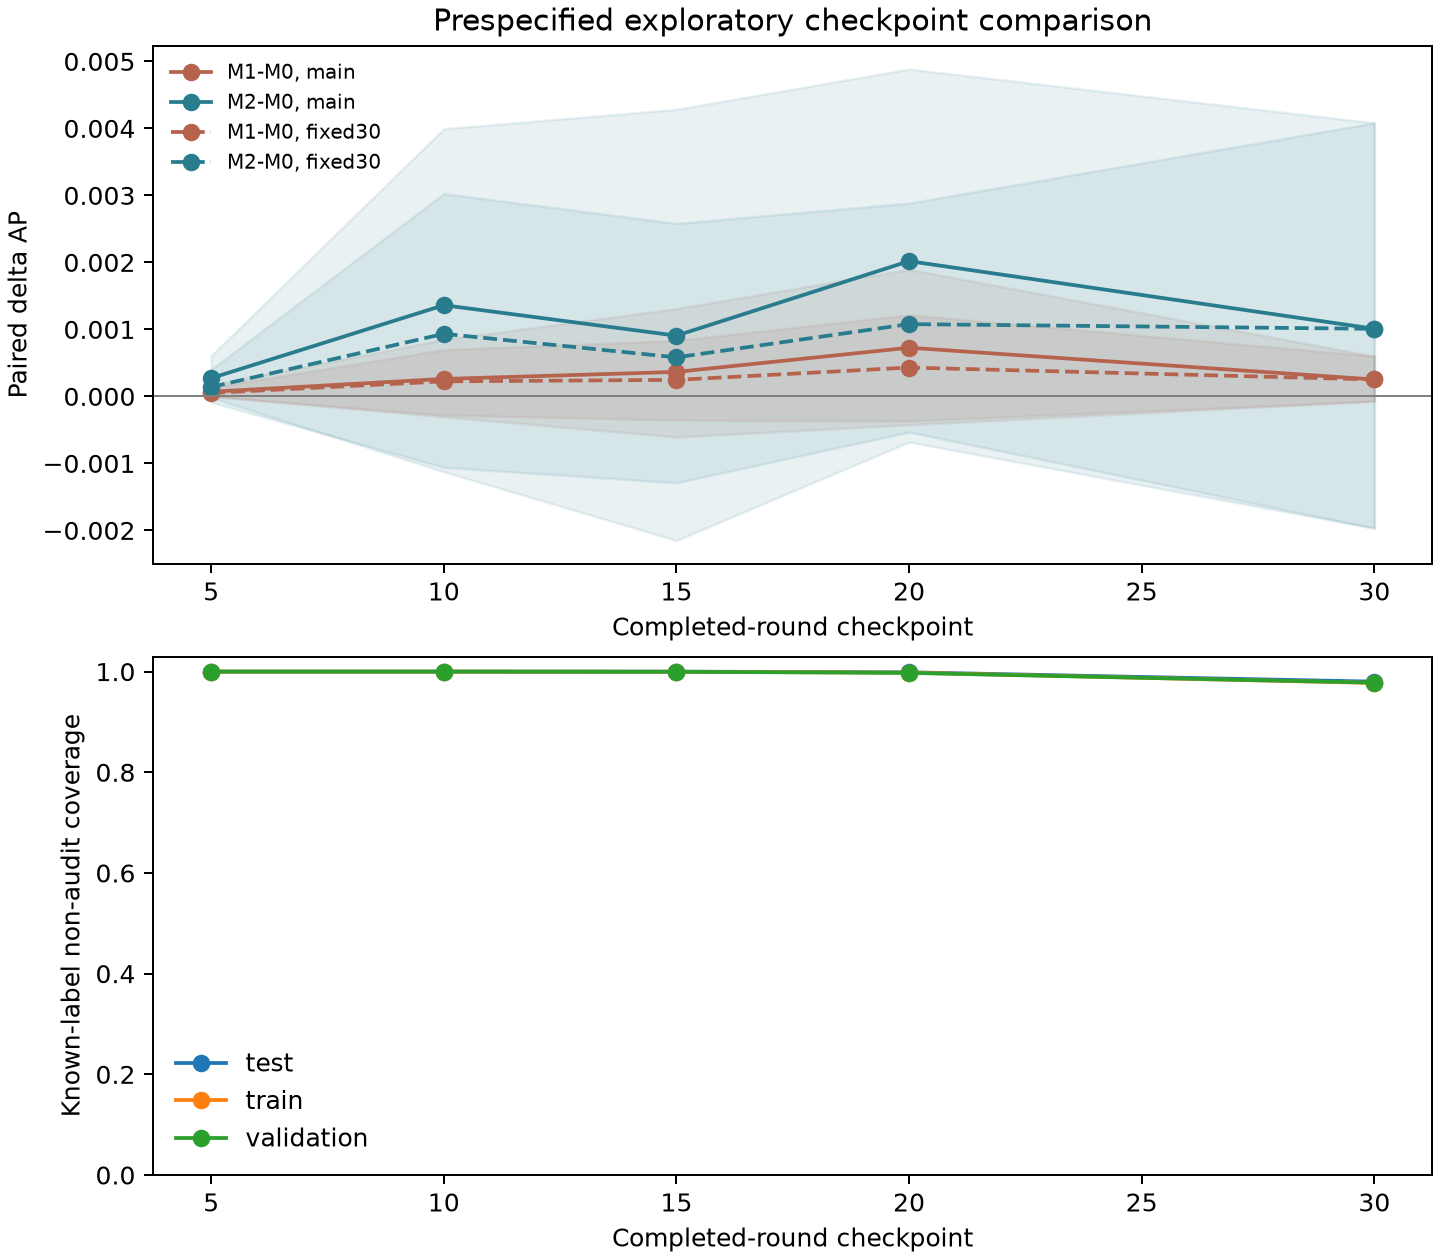 Prespecified exploratory checkpoint comparison
0.005
0.004
0.003
0.002
0.001
0.000
−0.001
−0.002
Paired delta AP
M1-M0, main
M2-M0, main
M1-M0, fixed30
M2-M0, fixed30
5 10 15 20 25 30
Completed-round checkpoint
1.0
0.8
0.6
0.4
0.2
0.0
Known-label non-audit coverage
test
train
validation
5 10 15 20 25 30
Completed-round checkpoint